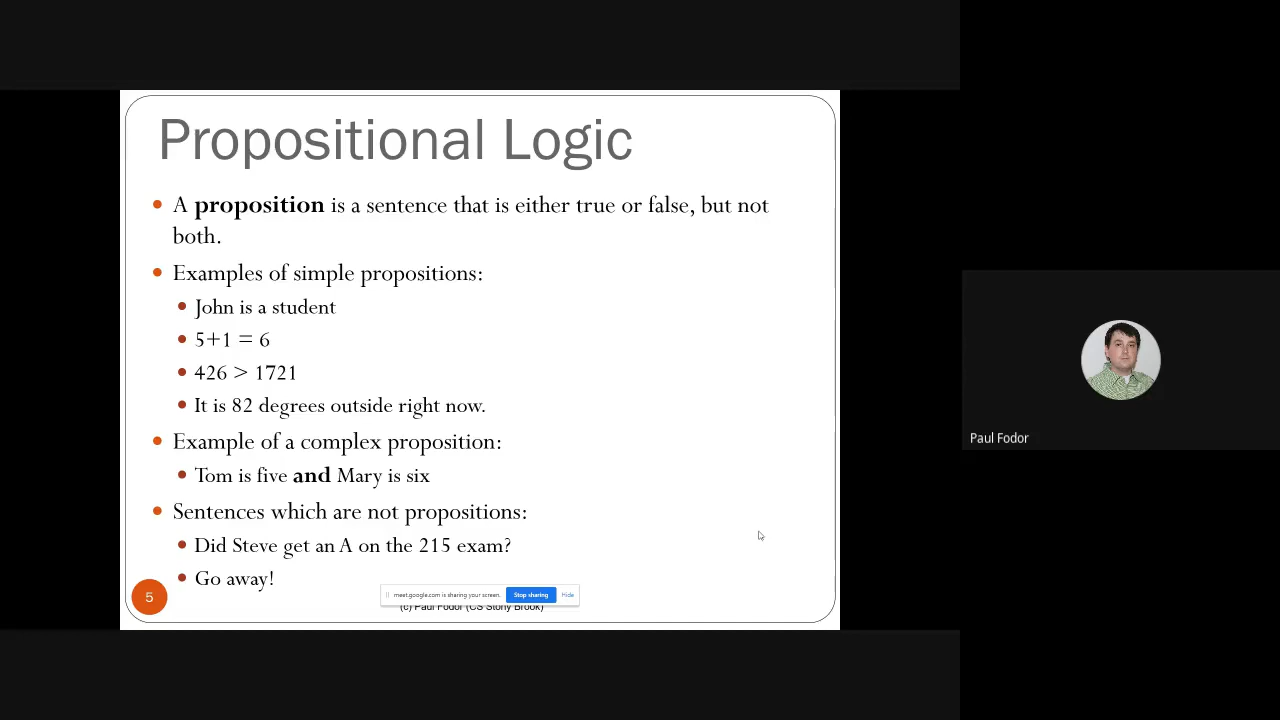 Propositional Logic
• A proposition is a sentence that is either true or false, but not
both.
• Examples of simple propositions:
• John is a student
• 5+1 = 6
• 426 > 1721
• It is 82 degrees outside right now.
• Example of a complex proposition:
• Tom is five and Mary is six
• Sentences which are not propositions:
• Did Steve get an A on the 215 exam?
• Go away!
5
meet.google.com is sharing your screen. Stop sharing Hide
(c) Paul Fodor (CS Stony Brook)
Paul Fodor